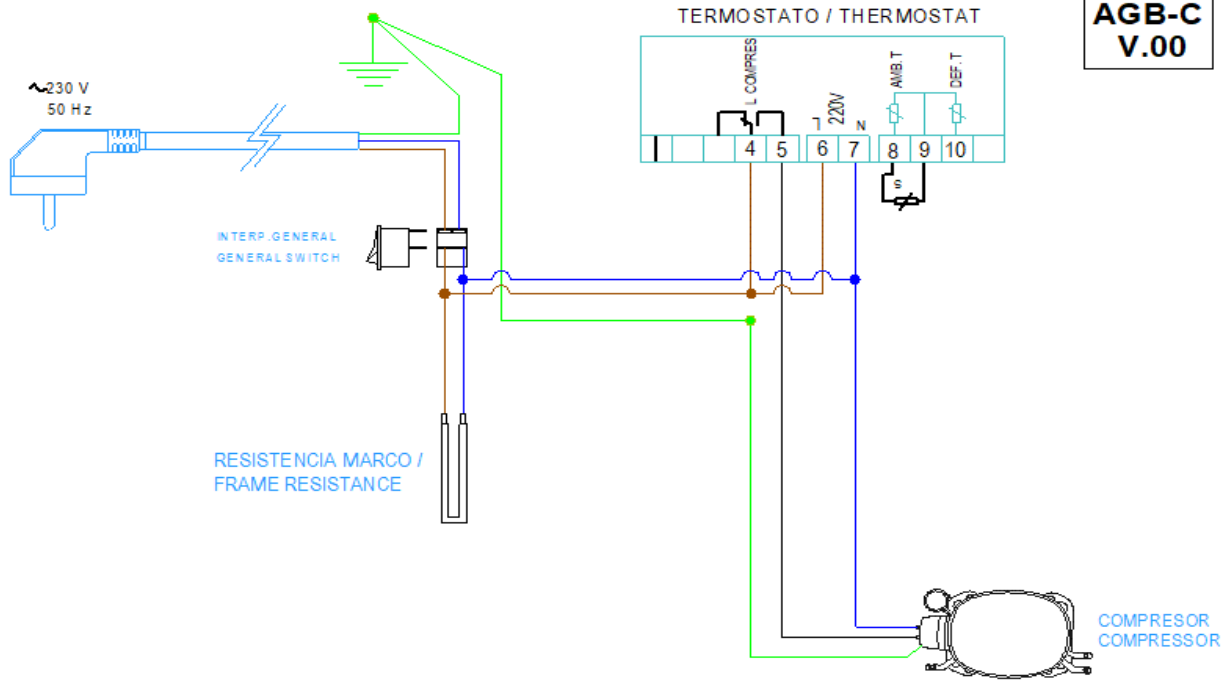 TERMOSTATO / THERMOSTAT
AGB-C
V.00
~230 V
50 Hz
L COMPRES
L 220V N
AMB.T
DEF.T
4 5 6 7 8 9 10
S
INTERP.GENERAL
GENERAL SWITCH
RESISTENCIA MARCO /
FRAME RESISTANCE
COMPRESOR
COMPRESSOR